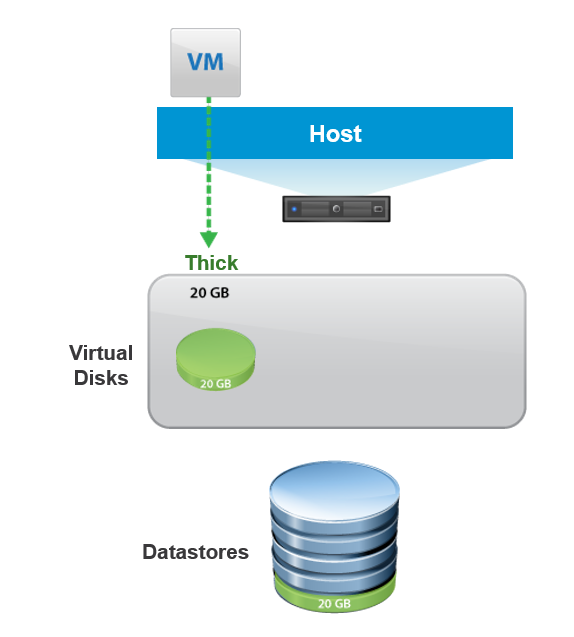 VM
Host
Thick
20 GB
Virtual
Disks
20 GB
Datastores
20 GB